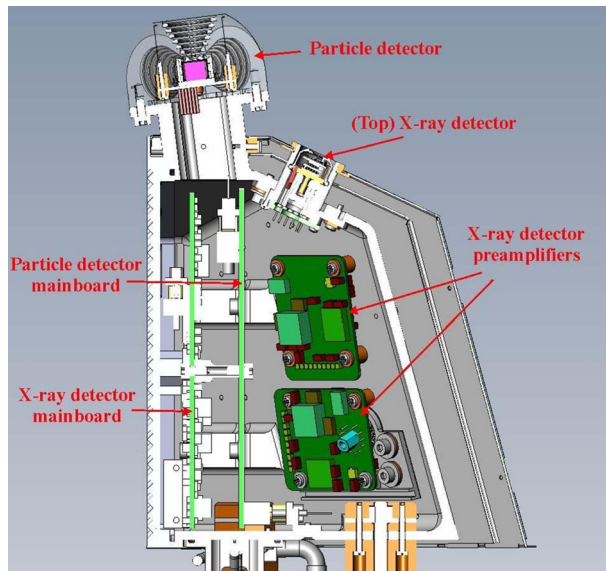 Particle detector
(Top) X-ray detector
X-ray detector
preamplifiers
Particle detector
mainboard
X-ray detector
mainboard